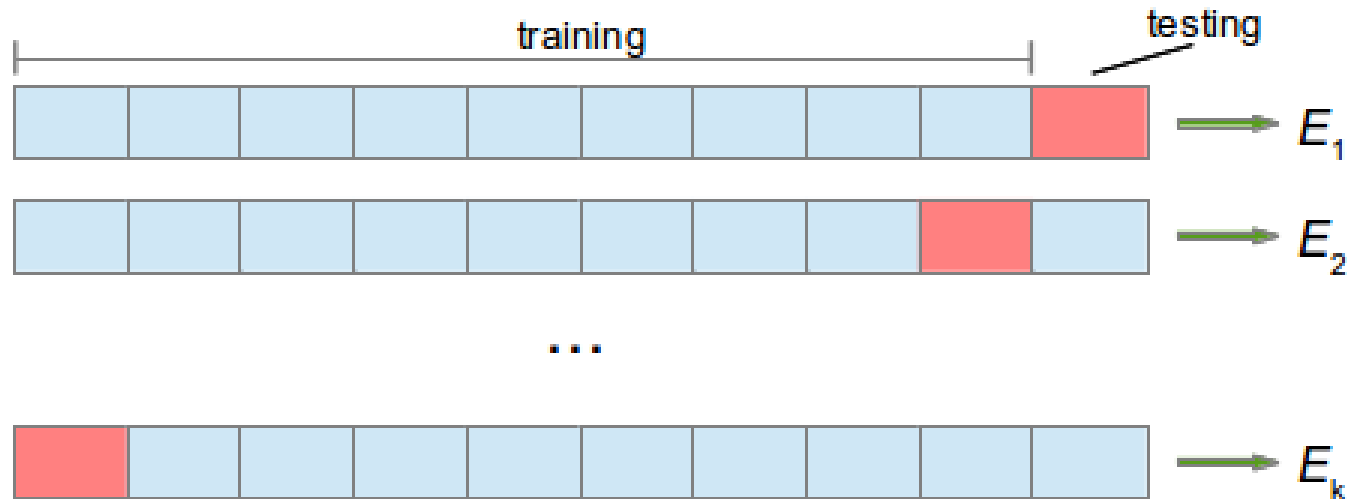 training
testing
E₁
E₂
...
Eₖ